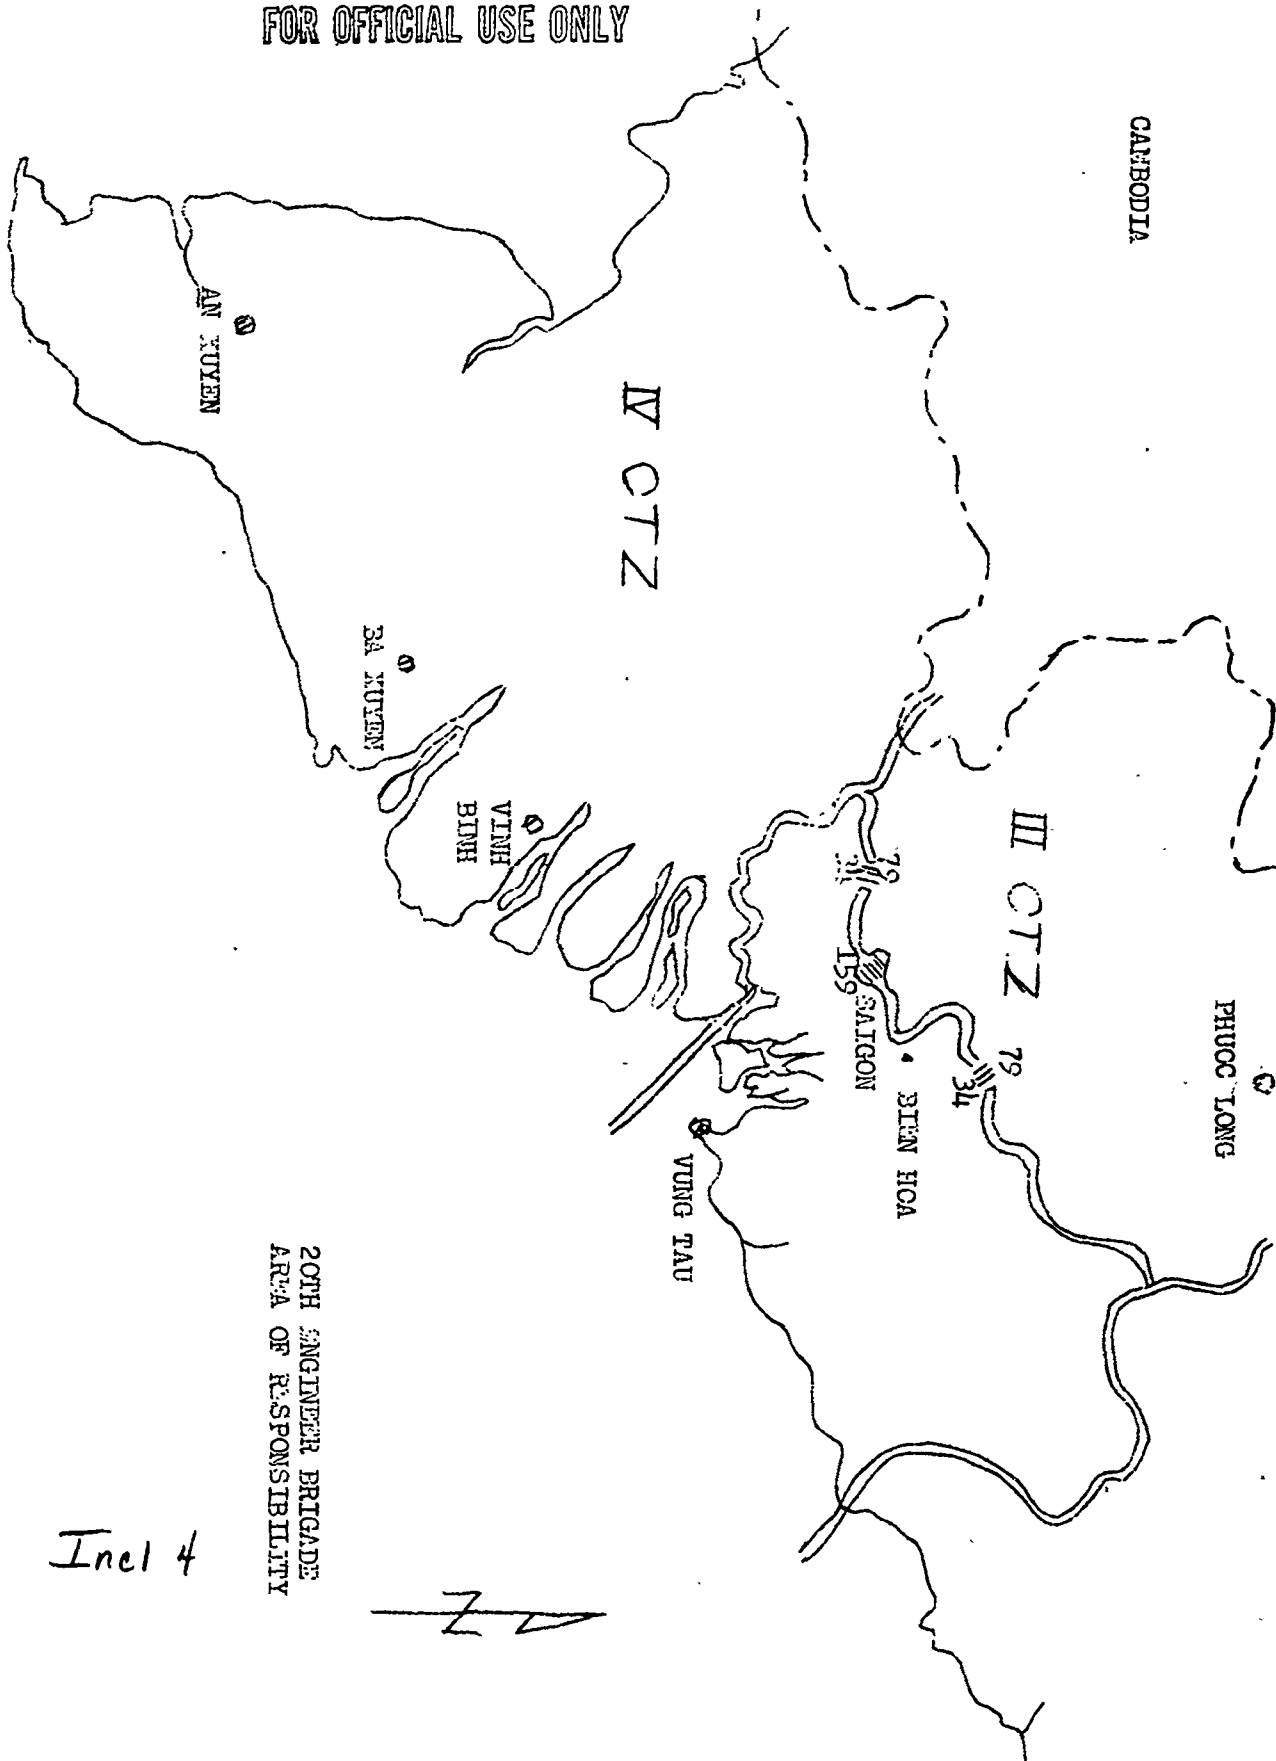 FOR OFFICIAL USE ONLY
CAMBODIA
PHUOC LONG
III CTZ
79
34
BIEN HOA
SAIGON
159
79
IV CTZ
VUNG TAU
VINH
BINH
BA XUYEN
AN XUYEN
20TH ENGINEER BRIGADE
AREA OF RESPONSIBILITY
N
Incl 4